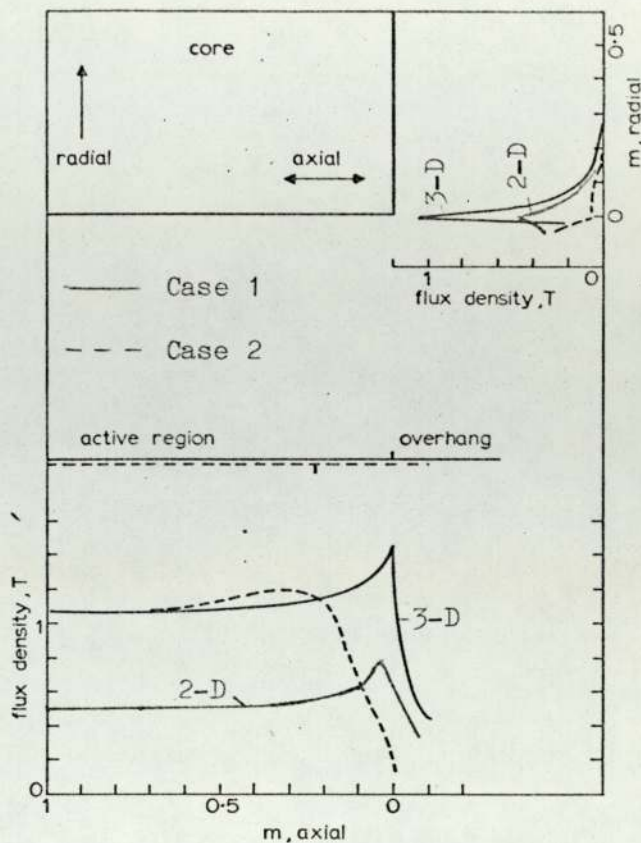 core
radial
axial
3-D
2-D
0·5
0
m, radial
1 0
flux density, T
Case 1
Case 2
active region overhang
flux density, T
1
0
3-D
2-D
1 0·5 0
m, axial